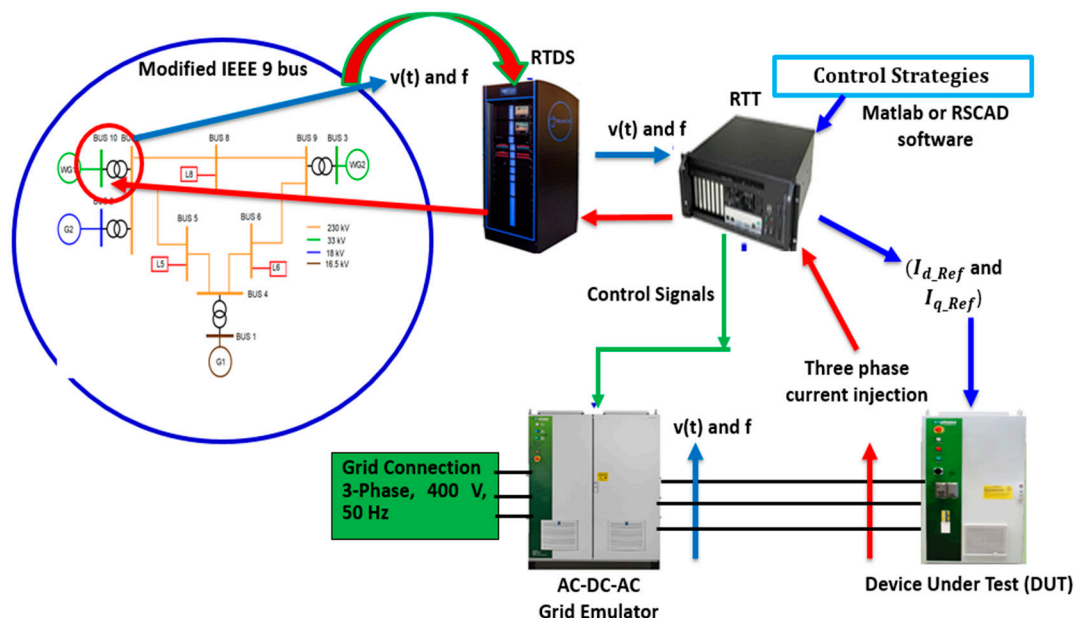 Modified IEEE 9 bus
v(t) and f
RTDS
RTT
Control Strategies
Matlab or RSCAD
software
v(t) and f
BUS 10
BUS 8
BUS 9
BUS 3
WG2
L8
G2
BUS 5
BUS 6
L5
L6
230 kV
33 kV
18 kV
16.5 kV
BUS 4
BUS 1
G1
Control Signals
(I_d_Ref and
I_q_Ref)
Three phase
current injection
Grid Connection
3-Phase, 400 V,
50 Hz
v(t) and f
AC-DC-AC
Grid Emulator
Device Under Test (DUT)